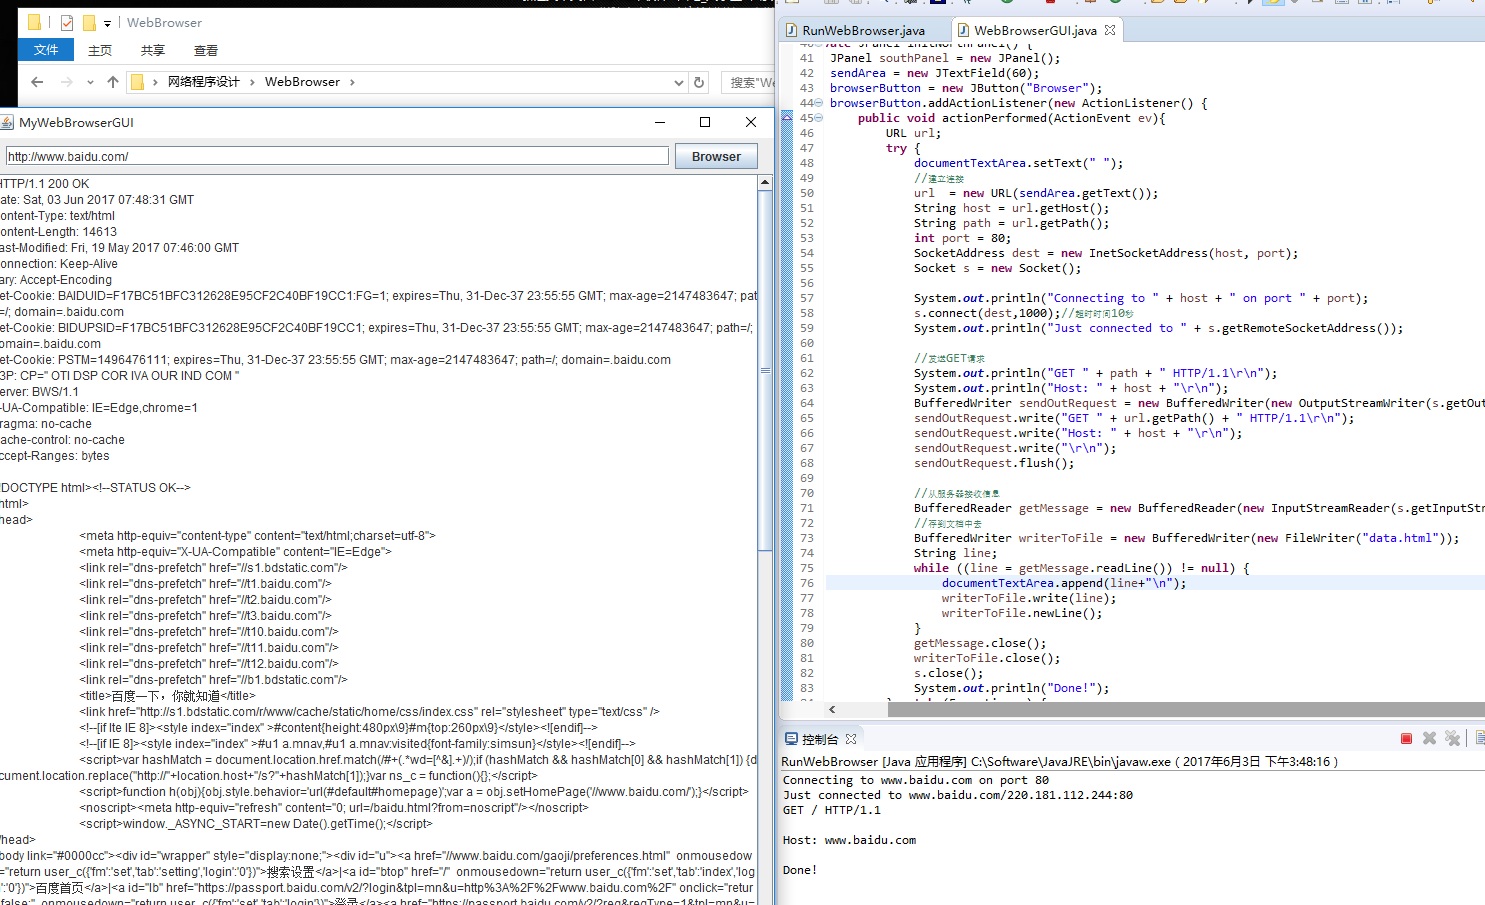 WebBrowser
文件 主页 共享 查看
网络程序设计 › WebBrowser ›
搜索"We
MyWebBrowserGUI
http://www.baidu.com/
Browser
HTTP/1.1 200 OK
ate: Sat, 03 Jun 2017 07:48:31 GMT
ontent-Type: text/html
ontent-Length: 14613
ast-Modified: Fri, 19 May 2017 07:46:00 GMT
onnection: Keep-Alive
ary: Accept-Encoding
et-Cookie: BAIDUID=F17BC51BFC312628E95CF2C40BF19CC1:FG=1; expires=Thu, 31-Dec-37 23:55:55 GMT; max-age=2147483647; pat
=/; domain=.baidu.com
et-Cookie: BIDUPSID=F17BC51BFC312628E95CF2C40BF19CC1; expires=Thu, 31-Dec-37 23:55:55 GMT; max-age=2147483647; path=/;
omain=.baidu.com
et-Cookie: PSTM=1496476111; expires=Thu, 31-Dec-37 23:55:55 GMT; max-age=2147483647; path=/; domain=.baidu.com
3P: CP=" OTI DSP COR IVA OUR IND COM "
erver: BWS/1.1
-UA-Compatible: IE=Edge,chrome=1
ragma: no-cache
ache-control: no-cache
ccept-Ranges: bytes
!DOCTYPE html><!--STATUS OK-->
html>
head>
<meta http-equiv="content-type" content="text/html;charset=utf-8">
<meta http-equiv="X-UA-Compatible" content="IE=Edge">
<link rel="dns-prefetch" href="//s1.bdstatic.com"/>
<link rel="dns-prefetch" href="//t1.baidu.com"/>
<link rel="dns-prefetch" href="//t2.baidu.com"/>
<link rel="dns-prefetch" href="//t3.baidu.com"/>
<link rel="dns-prefetch" href="//t10.baidu.com"/>
<link rel="dns-prefetch" href="//t11.baidu.com"/>
<link rel="dns-prefetch" href="//t12.baidu.com"/>
<link rel="dns-prefetch" href="//b1.bdstatic.com"/>
<title>百度一下，你就知道</title>
<link href="http://s1.bdstatic.com/r/www/cache/static/home/css/index.css" rel="stylesheet" type="text/css" />
<!--[if lte IE 8]><style index="index" >#content{height:480px\9}#m{top:260px\9}</style><![endif]-->
<!--[if IE 8]><style index="index" >#u1 a.mnav,#u1 a.mnav:visited{font-family:simsun}</style><![endif]-->
<script>var hashMatch = document.location.href.match(/#+(.*wd=[^&].+)/);if (hashMatch && hashMatch[0] && hashMatch[1]) {d
cument.location.replace("http://"+location.host+"/s?"+hashMatch[1]);}var ns_c = function(){};</script>
<script>function h(obj){obj.style.behavior='url(#default#homepage)';var a = obj.setHomePage('//www.baidu.com/');}</script>
<noscript><meta http-equiv="refresh" content="0; url=/baidu.html?from=noscript"/></noscript>
<script>window._ASYNC_START=new Date().getTime();</script>
/head>
body link="#0000cc"><div id="wrapper" style="display:none;"><div id="u"><a href="//www.baidu.com/gaoji/preferences.html"  onmousedow
="return user_c({'fm':'set','tab':'setting','login':'0'})">搜索设置</a>|<a id="btop" href="/"  onmousedown="return user_c({'fm':'set','tab':'index','log
':'0'})">百度首页</a>|<a id="lb" href="https://passport.baidu.com/v2/?login&tpl=mn&u=http%3A%2F%2Fwww.baidu.com%2F" onclick="retur
false;"  onmousedown="return user_c({'fm':'set','tab':'login'})">登录</a><a href="https://passport.baidu.com/v2/?reg&regType=1&tpl=mn&u=
RunWebBrowser.java WebBrowserGUI.java
40 ate JPanel initNorthPanel() {
41 JPanel southPanel = new JPanel();
42 sendArea = new JTextField(60);
43 browserButton = new JButton("Browser");
44 browserButton.addActionListener(new ActionListener() {
45 public void actionPerformed(ActionEvent ev){
46 URL url;
47 try {
48 documentTextArea.setText(" ");
49 //建立连接
50 url  = new URL(sendArea.getText());
51 String host = url.getHost();
52 String path = url.getPath();
53 int port = 80;
54 SocketAddress dest = new InetSocketAddress(host, port);
55 Socket s = new Socket();
56
57 System.out.println("Connecting to " + host + " on port " + port);
58 s.connect(dest,1000);//超时时间10秒
59 System.out.println("Just connected to " + s.getRemoteSocketAddress());
60
61 //发送GET请求
62 System.out.println("GET " + path + " HTTP/1.1\r\n");
63 System.out.println("Host: " + host + "\r\n");
64 BufferedWriter sendOutRequest = new BufferedWriter(new OutputStreamWriter(s.getOut
65 sendOutRequest.write("GET " + url.getPath() + " HTTP/1.1\r\n");
66 sendOutRequest.write("Host: " + host + "\r\n");
67 sendOutRequest.write("\r\n");
68 sendOutRequest.flush();
69
70 //从服务器接收信息
71 BufferedReader getMessage = new BufferedReader(new InputStreamReader(s.getInputStr
72 //存到文档中去
73 BufferedWriter writerToFile = new BufferedWriter(new FileWriter("data.html"));
74 String line;
75 while ((line = getMessage.readLine()) != null) {
76 documentTextArea.append(line+"\n");
77 writerToFile.write(line);
78 writerToFile.newLine();
79 }
80 getMessage.close();
81 writerToFile.close();
82 s.close();
83 System.out.println("Done!");
控制台
RunWebBrowser [Java 应用程序] C:\Software\JavaJRE\bin\javaw.exe ( 2017年6月3日 下午3:48:16 )
Connecting to www.baidu.com on port 80
Just connected to www.baidu.com/220.181.112.244:80
GET / HTTP/1.1
Host: www.baidu.com
Done!